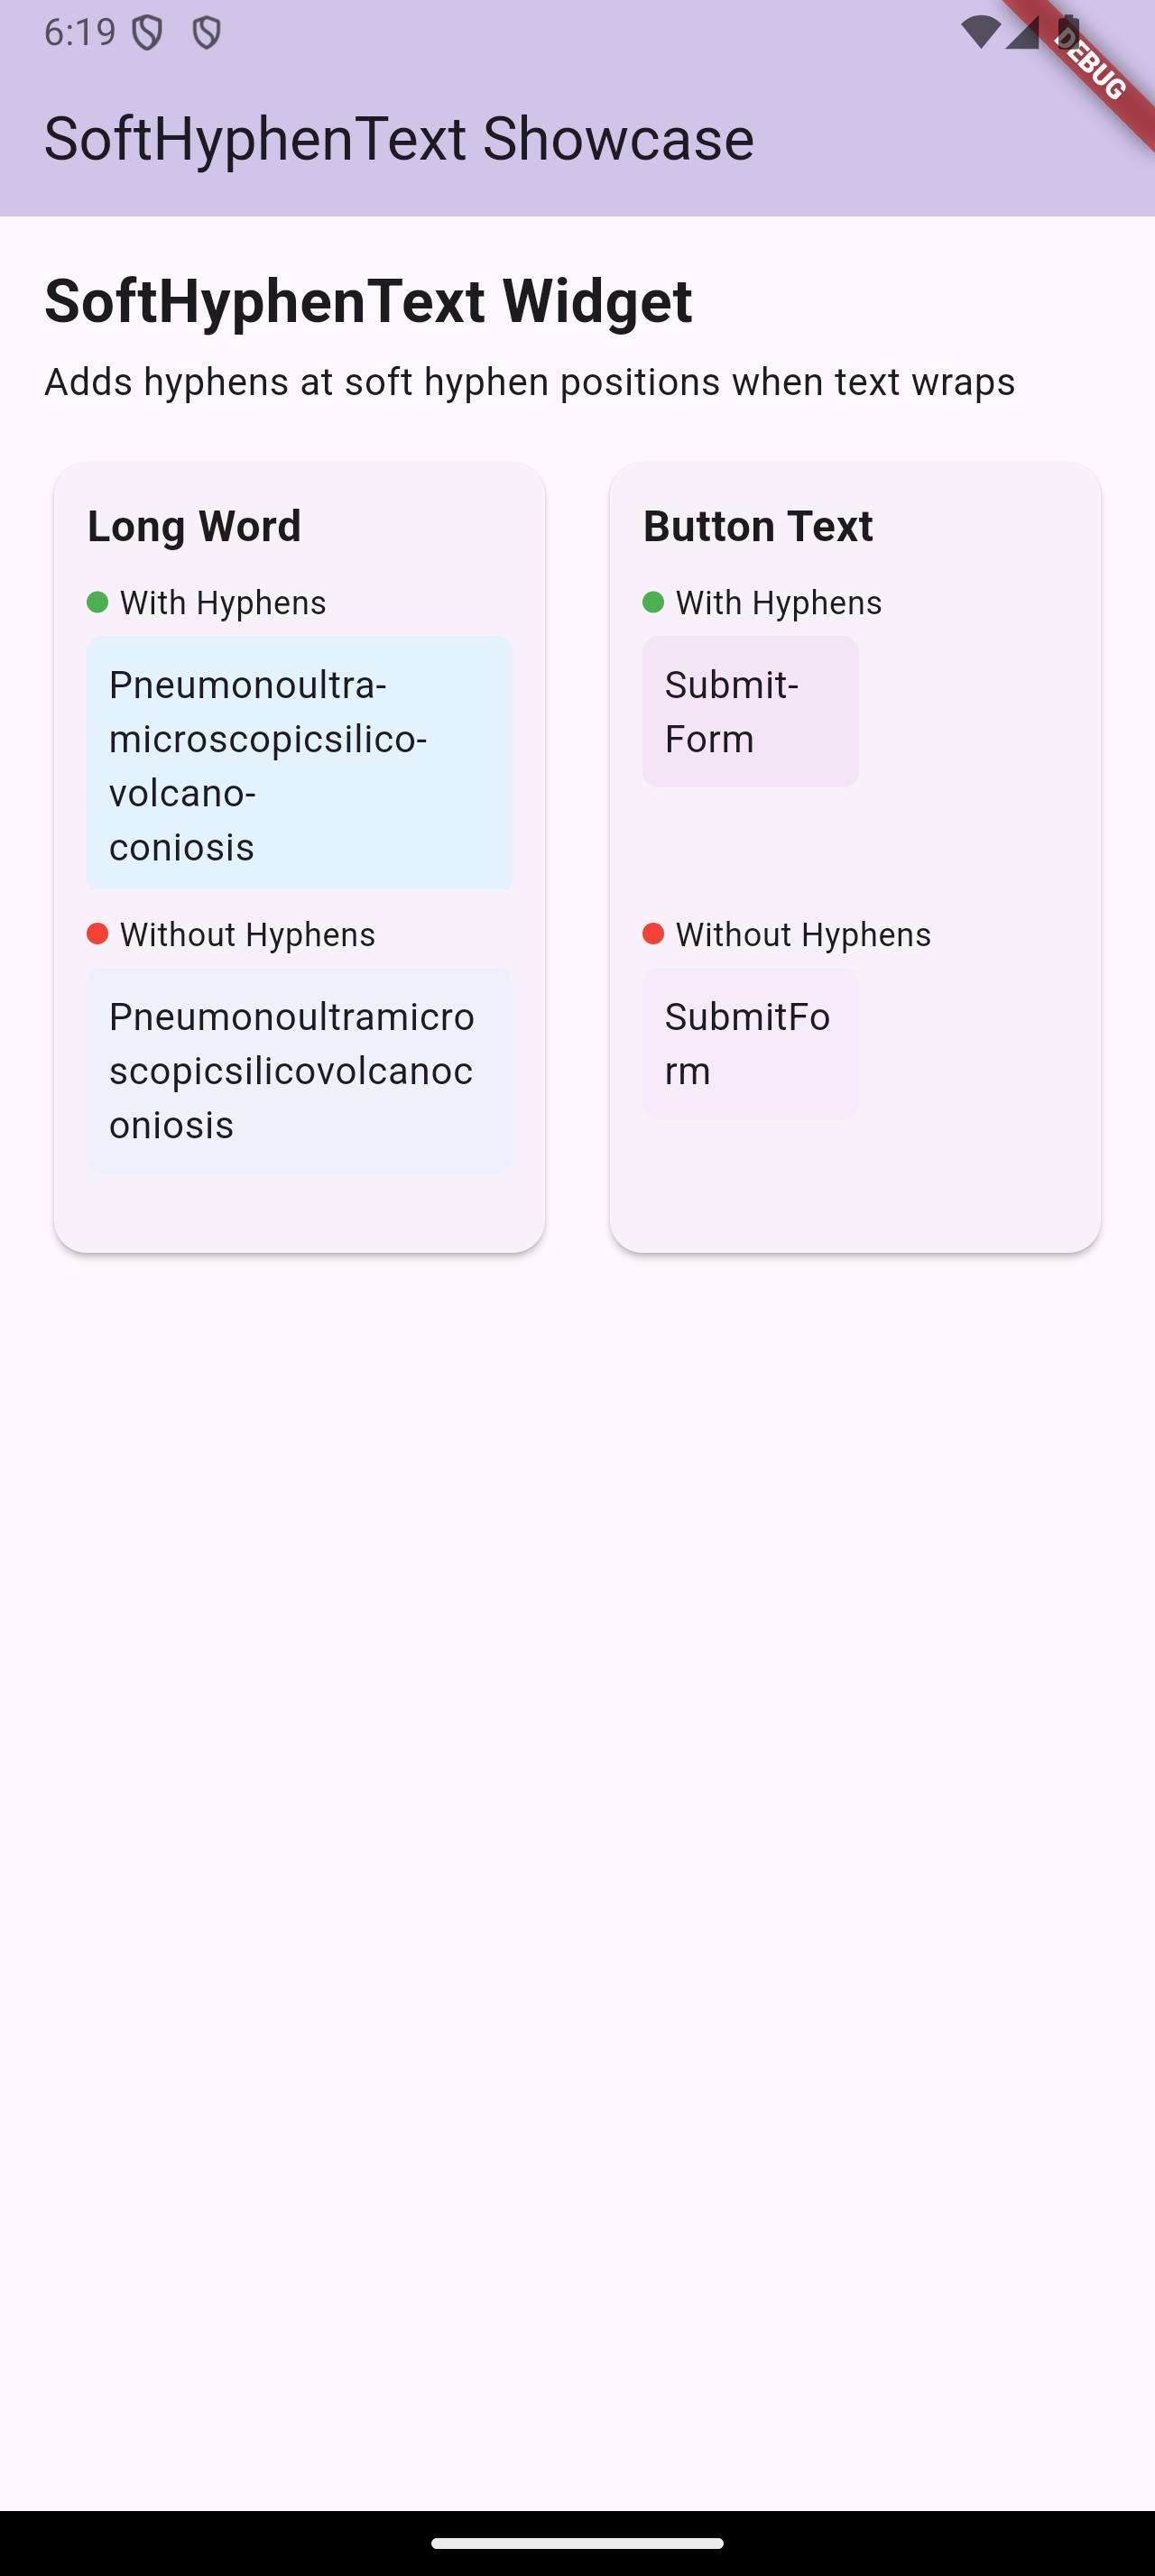 6:19
DEBUG
SoftHyphenText Showcase
SoftHyphenText Widget
Adds hyphens at soft hyphen positions when text wraps
Long Word
With Hyphens
Pneumonoultra-
microscopicsilico-
volcano-
coniosis
Without Hyphens
Pneumonoultramicro
scopicsilicovolcanoc
oniosis
Button Text
With Hyphens
Submit-
Form
Without Hyphens
SubmitFo
rm